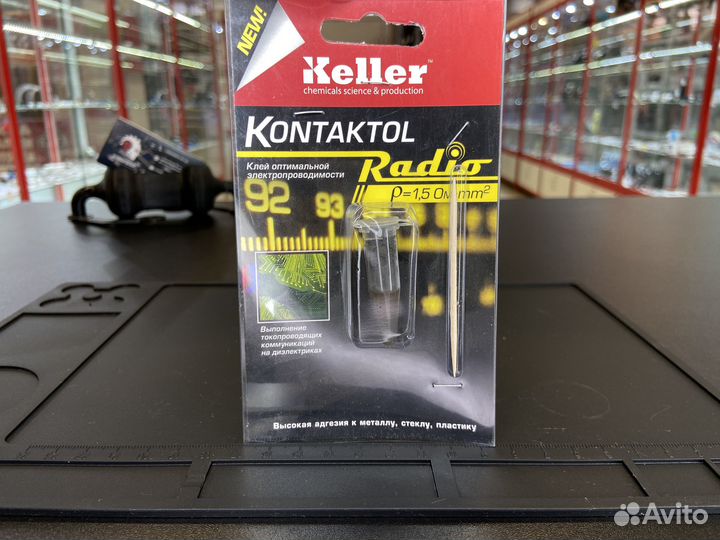 NEW!
Keller™
chemicals science & production
KONTAKTOL
Клей оптимальной
электропроводимости
Radio
ρ=1,5 Ом mm²
92
93
Выполнение
токопроводящих
коммуникаций
на диэлектриках
Высокая адгезия к металлу, стеклу, пластику
Avito